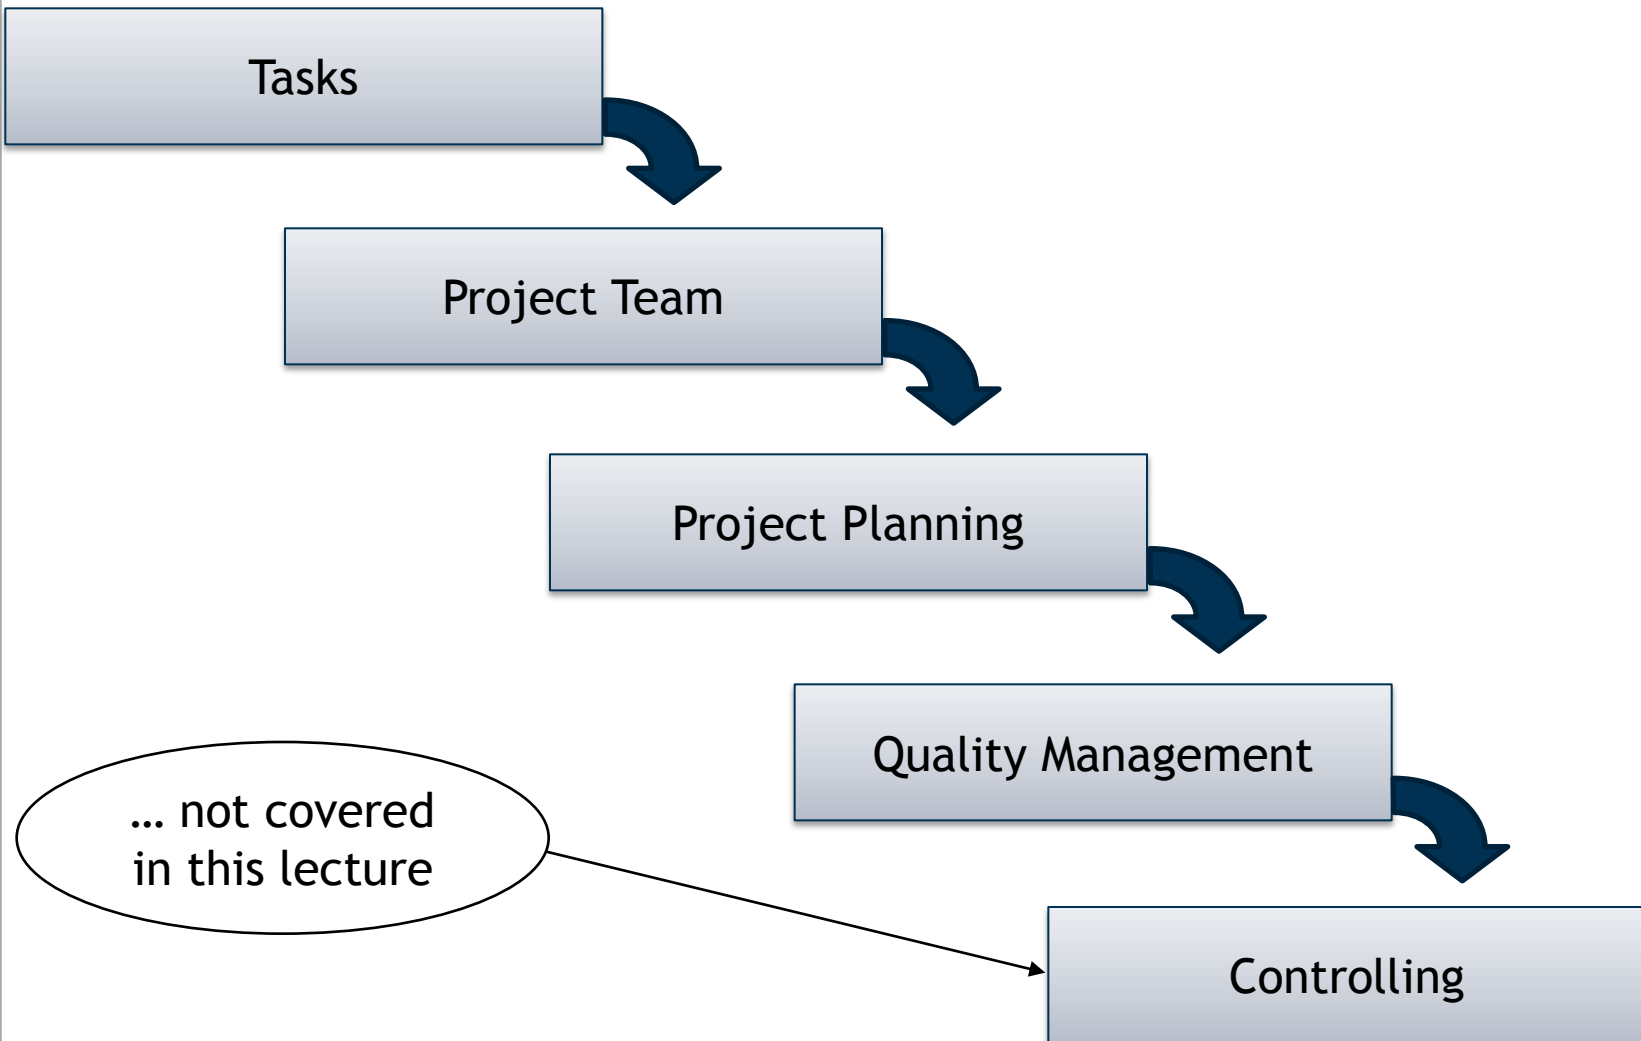 Tasks
Project Team
Project Planning
Quality Management
… not covered
in this lecture
Controlling